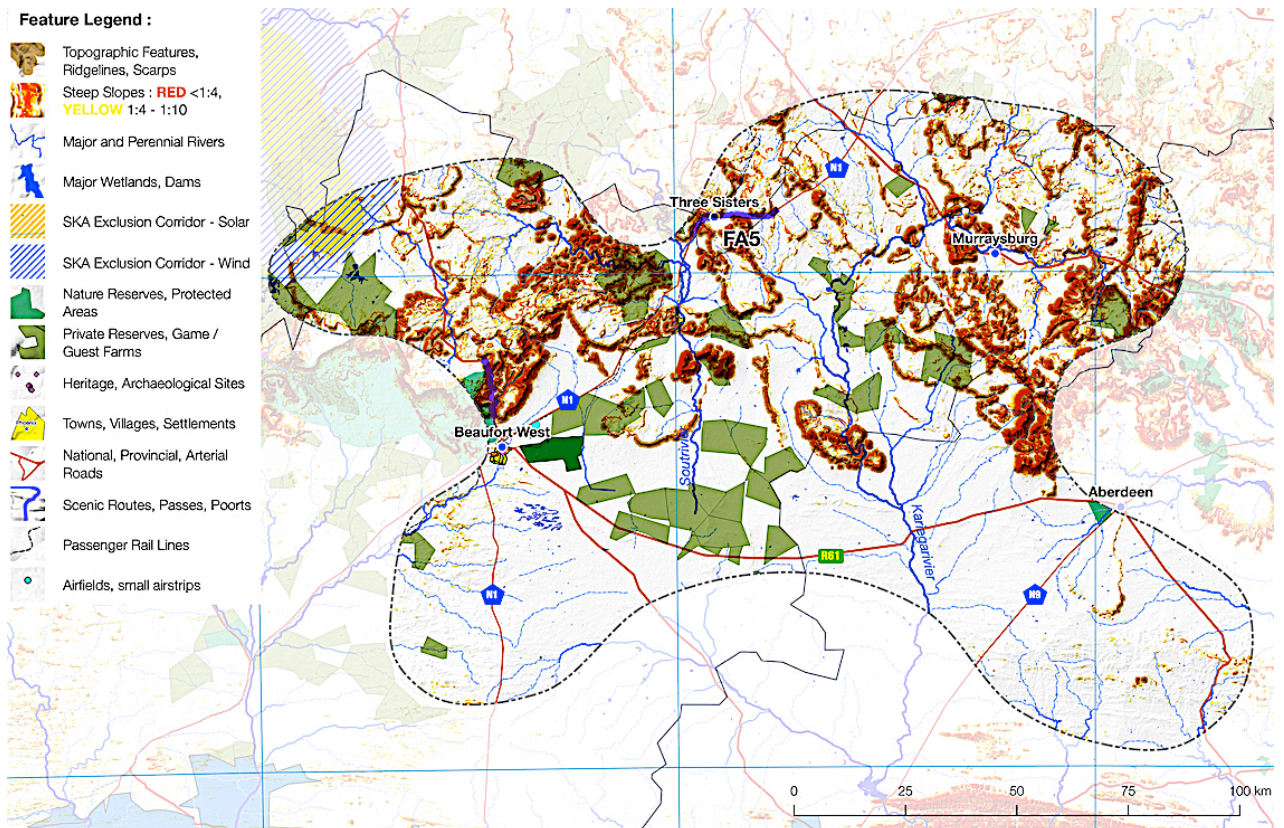 Feature Legend :
Topographic Features,
Ridgelines, Scarps
Steep Slopes : RED <1:4,
YELLOW 1:4 - 1:10
Major and Perennial Rivers
Major Wetlands, Dams
SKA Exclusion Corridor - Solar
SKA Exclusion Corridor - Wind
Nature Reserves, Protected
Areas
Private Reserves, Game /
Guest Farms
Heritage, Archaeological Sites
Towns, Villages, Settlements
National, Provincial, Arterial
Roads
Scenic Routes, Passes, Poorts
Passenger Rail Lines
Airfields, small airstrips
N1
Three Sisters
FA5
Murraysburg
N1
Beaufort-West
Soutrivier
Aberdeen
Kariegarivier
R61
N1
N9
0 25 50 75 100 km